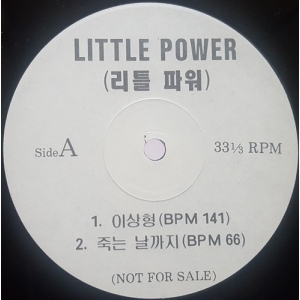 LITTLE POWER
(리틀 파워)
Side A
33⅓ RPM
1. 이상형(BPM 141)
2. 죽는 날까지(BPM 66)
(NOT FOR SALE)